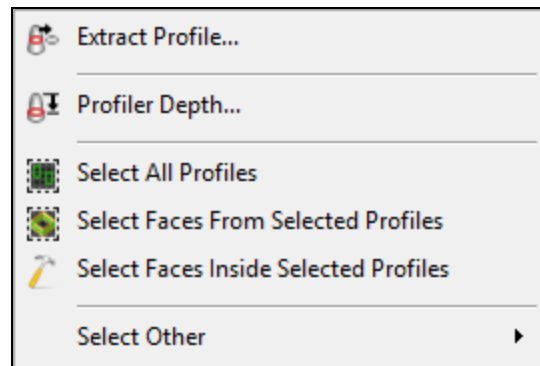 Extract Profile...
Profiler Depth...
Select All Profiles
Select Faces From Selected Profiles
Select Faces Inside Selected Profiles
Select Other